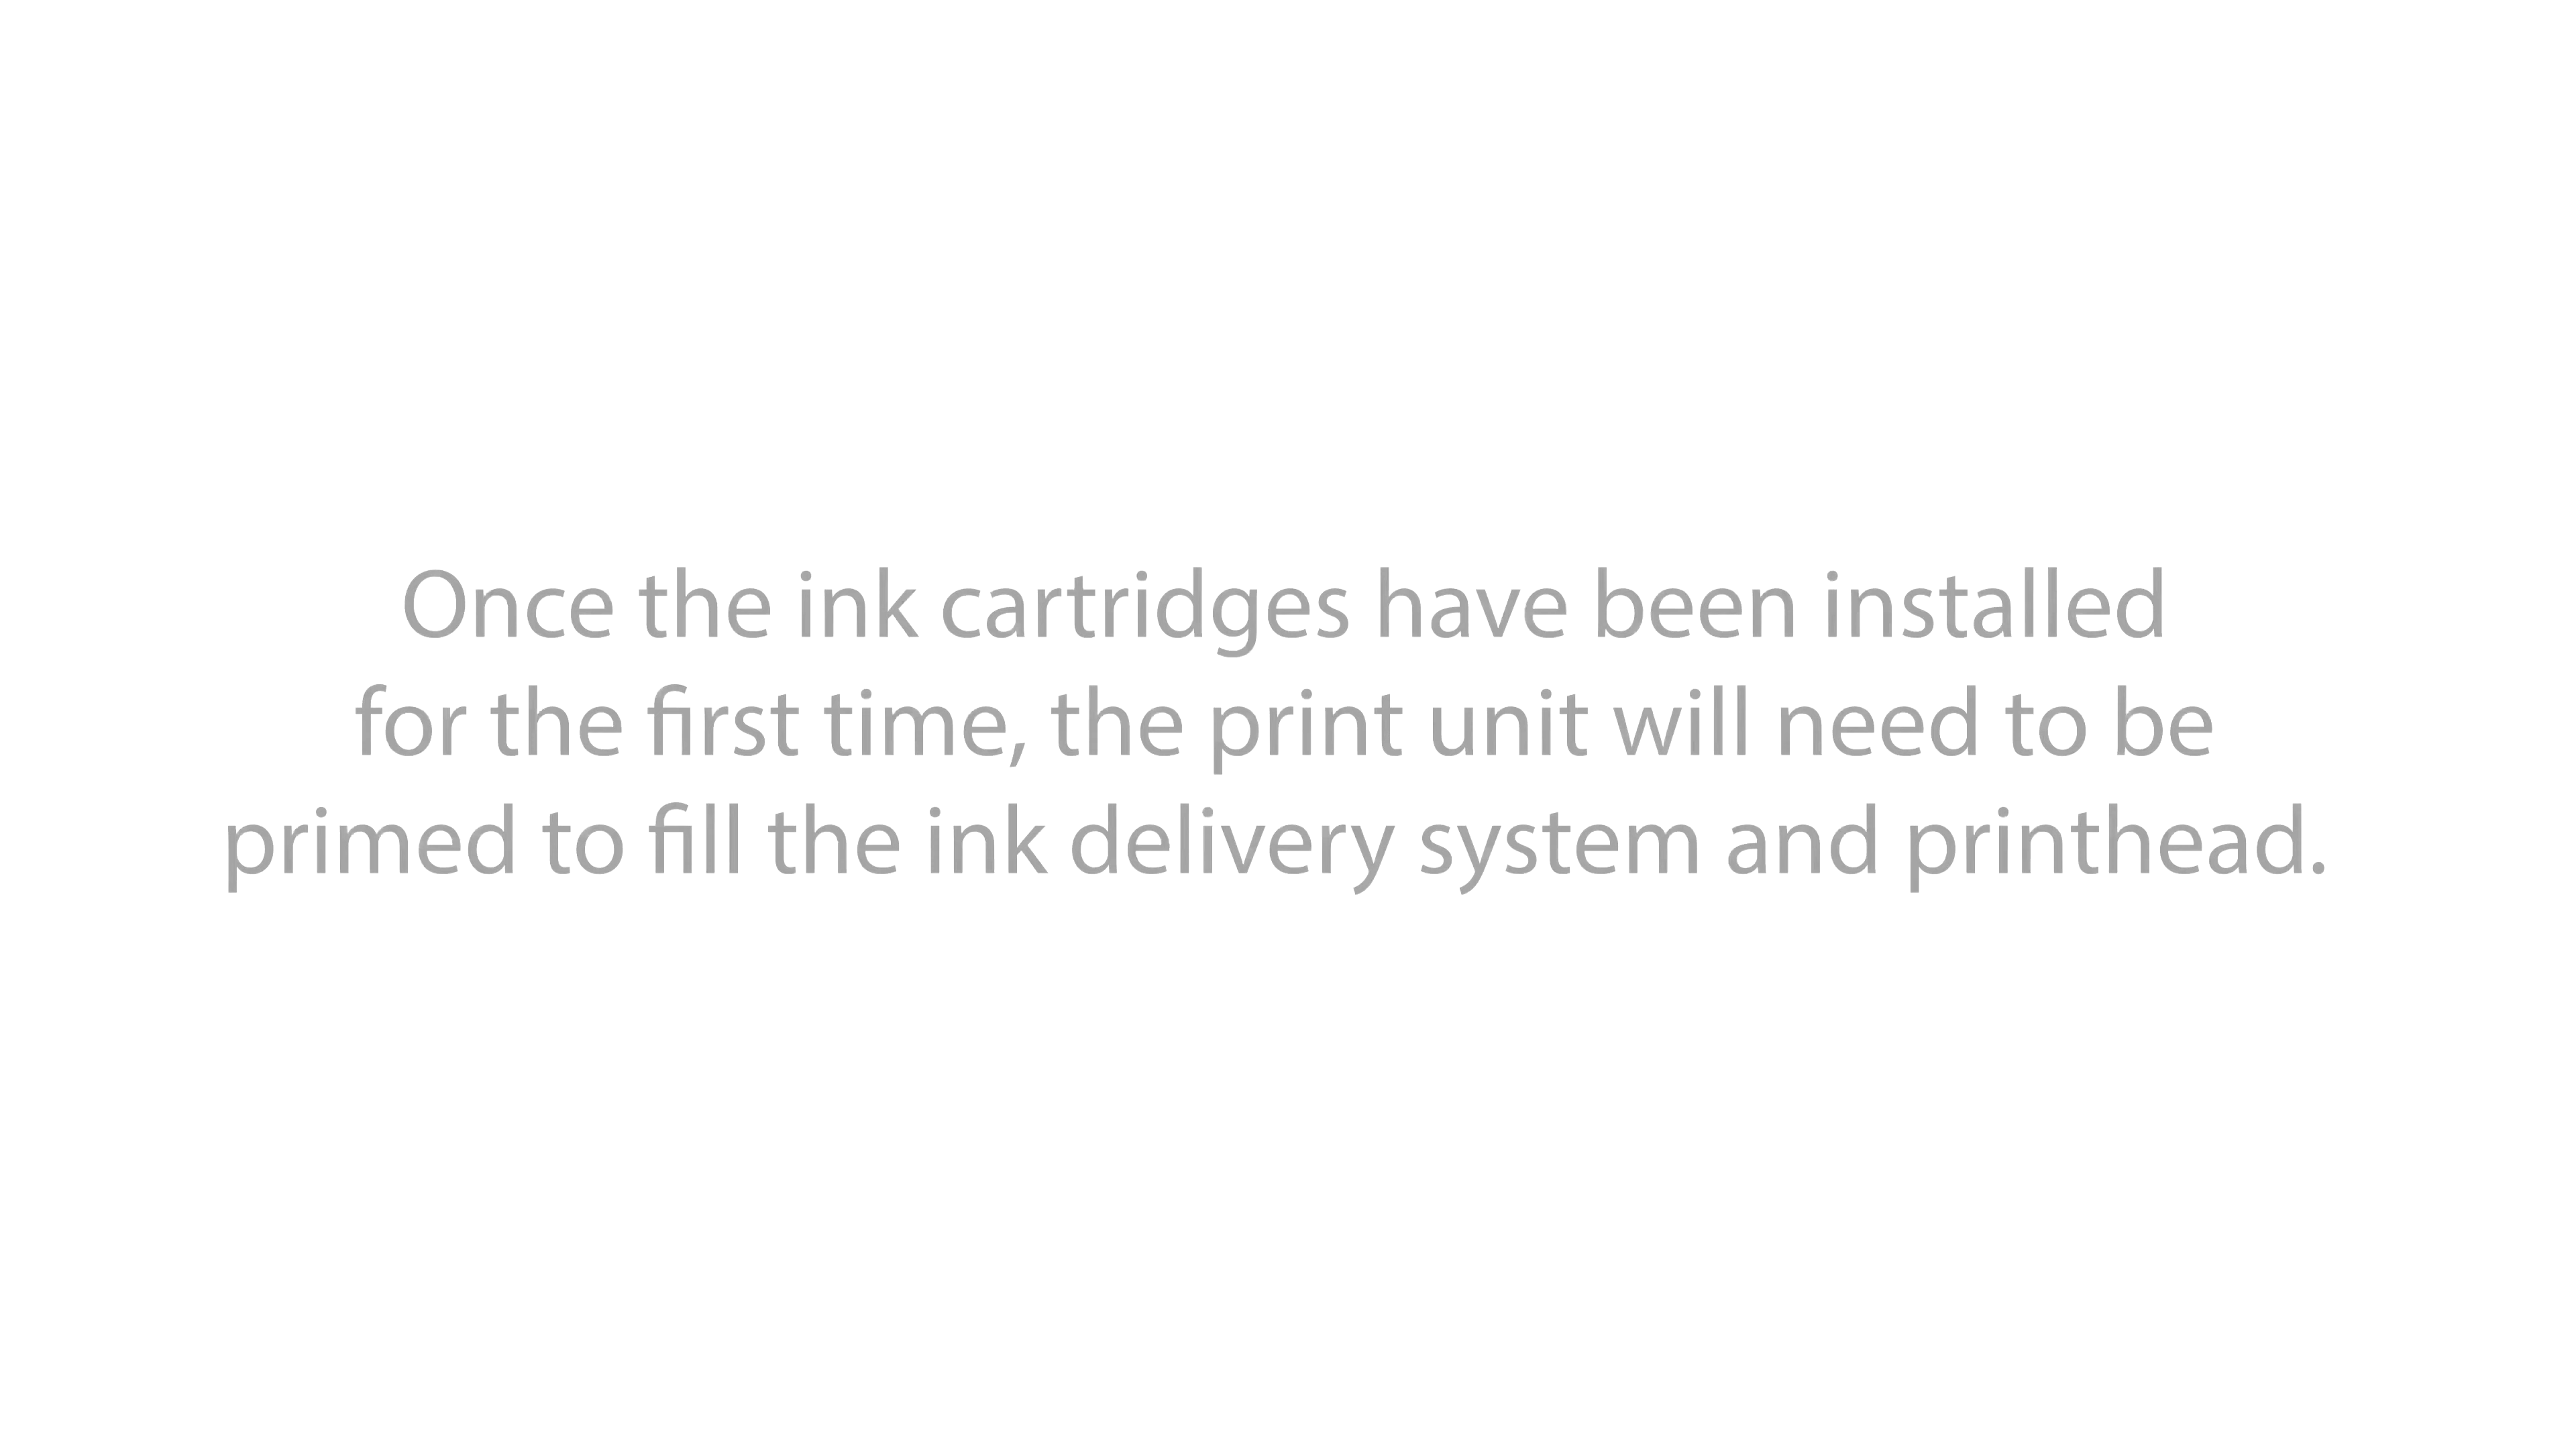 Once the ink cartridges have been installed
for the first time, the print unit will need to be
primed to fill the ink delivery system and printhead.